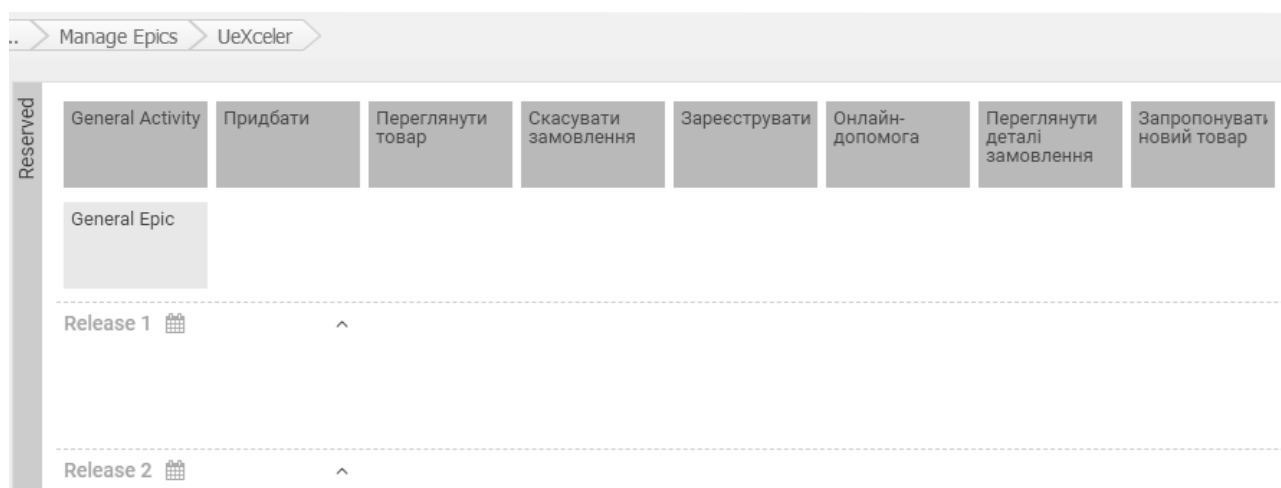 .. Manage Epics UeXceler
Reserved
General Activity Придбати Переглянути Скасувати Зареєструвати Онлайн- Переглянути Запропонувати
товар замовлення допомога деталі новий товар
замовлення
General Epic
Release 1
Release 2